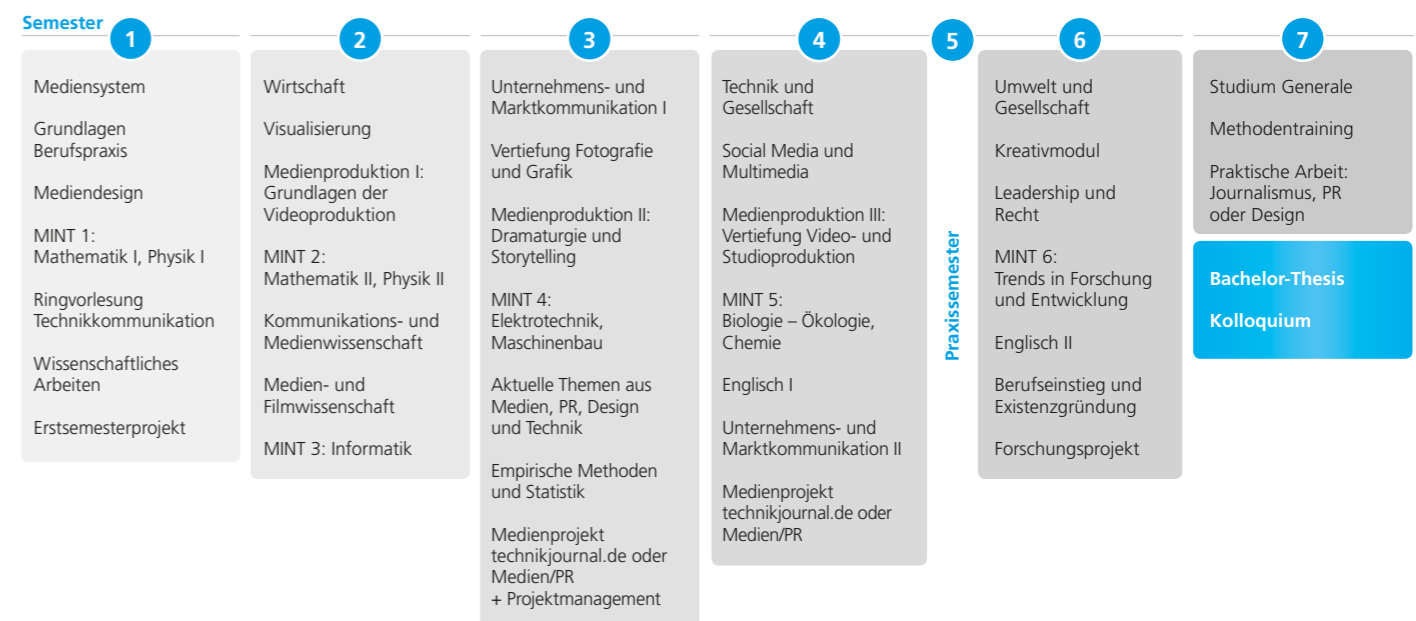 Semester
1
Mediensystem
Grundlagen
Berufspraxis
Mediendesign
MINT 1:
Mathematik I, Physik I
Ringvorlesung
Technikkommunikation
Wissenschaftliches
Arbeiten
Erstsemesterprojekt
2
Wirtschaft
Visualisierung
Medienproduktion I:
Grundlagen der
Videoproduktion
MINT 2:
Mathematik II, Physik II
Kommunikations- und
Medienwissenschaft
Medien- und
Filmwissenschaft
MINT 3: Informatik
3
Unternehmens- und
Marktkommunikation I
Vertiefung Fotografie
und Grafik
Medienproduktion II:
Dramaturgie und
Storytelling
MINT 4:
Elektrotechnik,
Maschinenbau
Aktuelle Themen aus
Medien, PR, Design
und Technik
Empirische Methoden
und Statistik
Medienprojekt
technikjournal.de oder
Medien/PR
+ Projektmanagement
4
Technik und
Gesellschaft
Social Media und
Multimedia
Medienproduktion III:
Vertiefung Video- und
Studioproduktion
MINT 5:
Biologie – Ökologie,
Chemie
Englisch I
Unternehmens- und
Marktkommunikation II
Medienprojekt
technikjournal.de oder
Medien/PR
5
Praxissemester
6
Umwelt und
Gesellschaft
Kreativmodul
Leadership und
Recht
MINT 6:
Trends in Forschung
und Entwicklung
Englisch II
Berufseinstieg und
Existenzgründung
Forschungsprojekt
7
Studium Generale
Methodentraining
Praktische Arbeit:
Journalismus, PR
oder Design
Bachelor-Thesis
Kolloquium